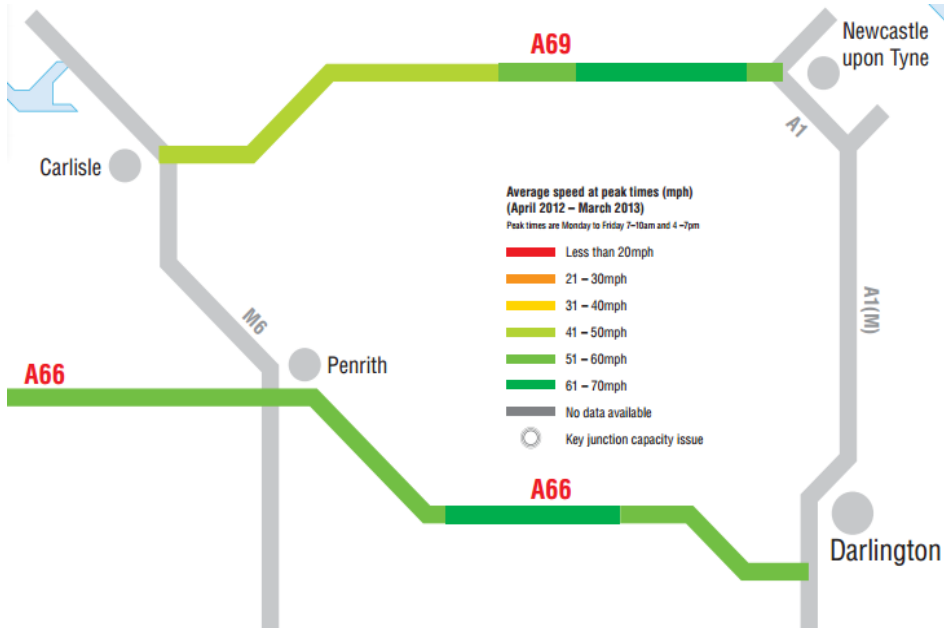 A69
Newcastle
upon Tyne
A1
Carlisle
Average speed at peak times (mph)
(April 2012 – March 2013)
Peak times are Monday to Friday 7–10am and 4 –7pm
Less than 20mph
21 – 30mph
31 – 40mph
41 – 50mph
51 – 60mph
61 – 70mph
No data available
Key junction capacity issue
A1(M)
M6
Penrith
A66
A66
Darlington